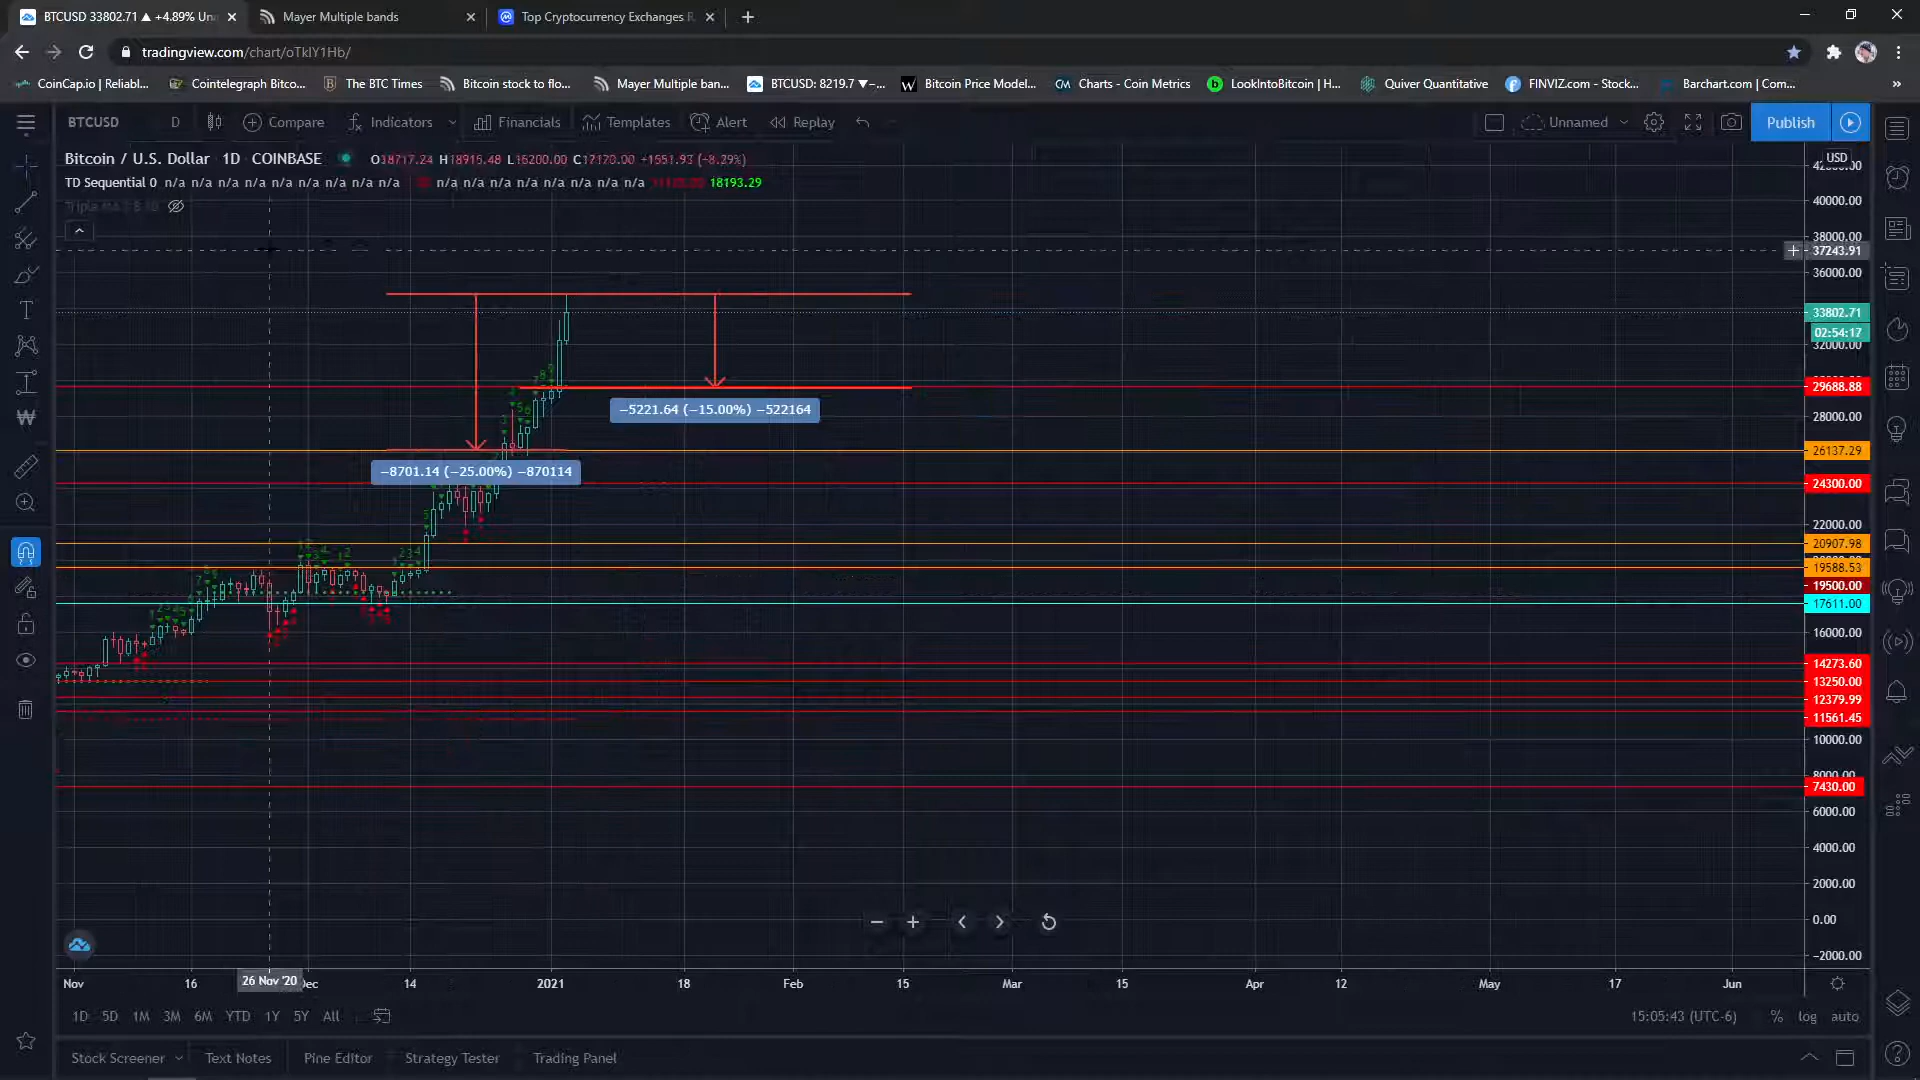 BTCUSD 33802.71 ▲ +4.89% Un
Mayer Multiple bands
Top Cryptocurrency Exchanges R
tradingview.com/chart/oTklY1Hb/
CoinCap.io | Reliabl...
Cointelegraph Bitco...
The BTC Times
Bitcoin stock to flo...
Mayer Multiple ban...
BTCUSD: 8219.7 ▼−...
Bitcoin Price Model...
Charts - Coin Metrics
LookIntoBitcoin | H...
Quiver Quantitative
FINVIZ.com - Stock...
Barchart.com | Com...
»
BTCUSD D Compare Indicators Financials Templates Alert Replay Unnamed Publish
Bitcoin / U.S. Dollar 1D COINBASE O18717.24 H18915.48 L16200.00
TD Sequential 0 n/a n/a n/a n/a n/a n/a n/a n/a n/a n/a n/a n/a n/a n/a n/a n/a n/a 18193.29
USD
40000.00
38000.00
37243.91
36000.00
33802.71
02:54:17
32000.00
29688.88
28000.00
26137.29
24300.00
22000.00
20907.98
19588.53
19500.00
17611.00
16000.00
14273.60
13250.00
12379.99
11561.45
10000.00
8000.00
7430.00
6000.00
4000.00
2000.00
0.00
−2000.00
−5221.64 (−15.00%) −522164
−8701.14 (−25.00%) −870114
Nov 16 26 Nov '20 Dec 14 2021 18 Feb 15 Mar 15 Apr 12 May 17 Jun
1D 5D 1M 3M 6M YTD 1Y 5Y All
15:05:43 (UTC-6) % log auto
Stock Screener Text Notes Pine Editor Strategy Tester Trading Panel